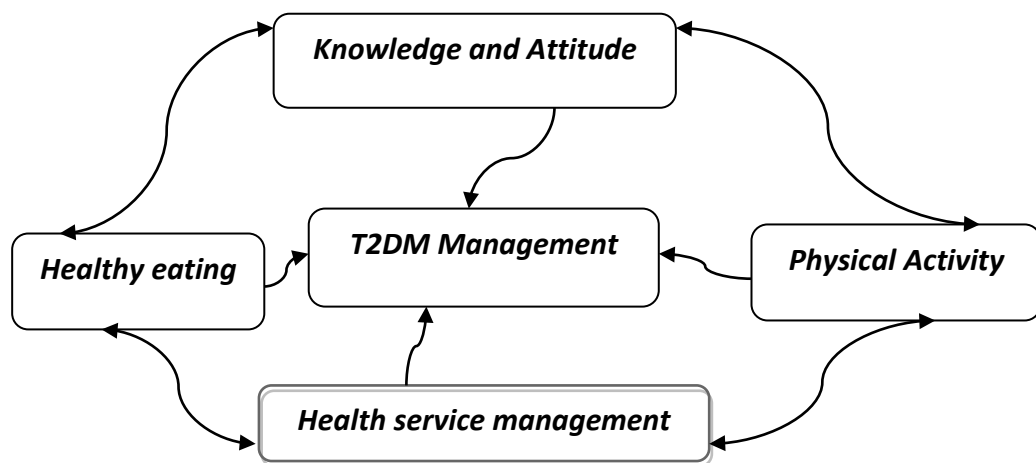 Knowledge and Attitude
T2DM Management
Healthy eating
Physical Activity
Health service management